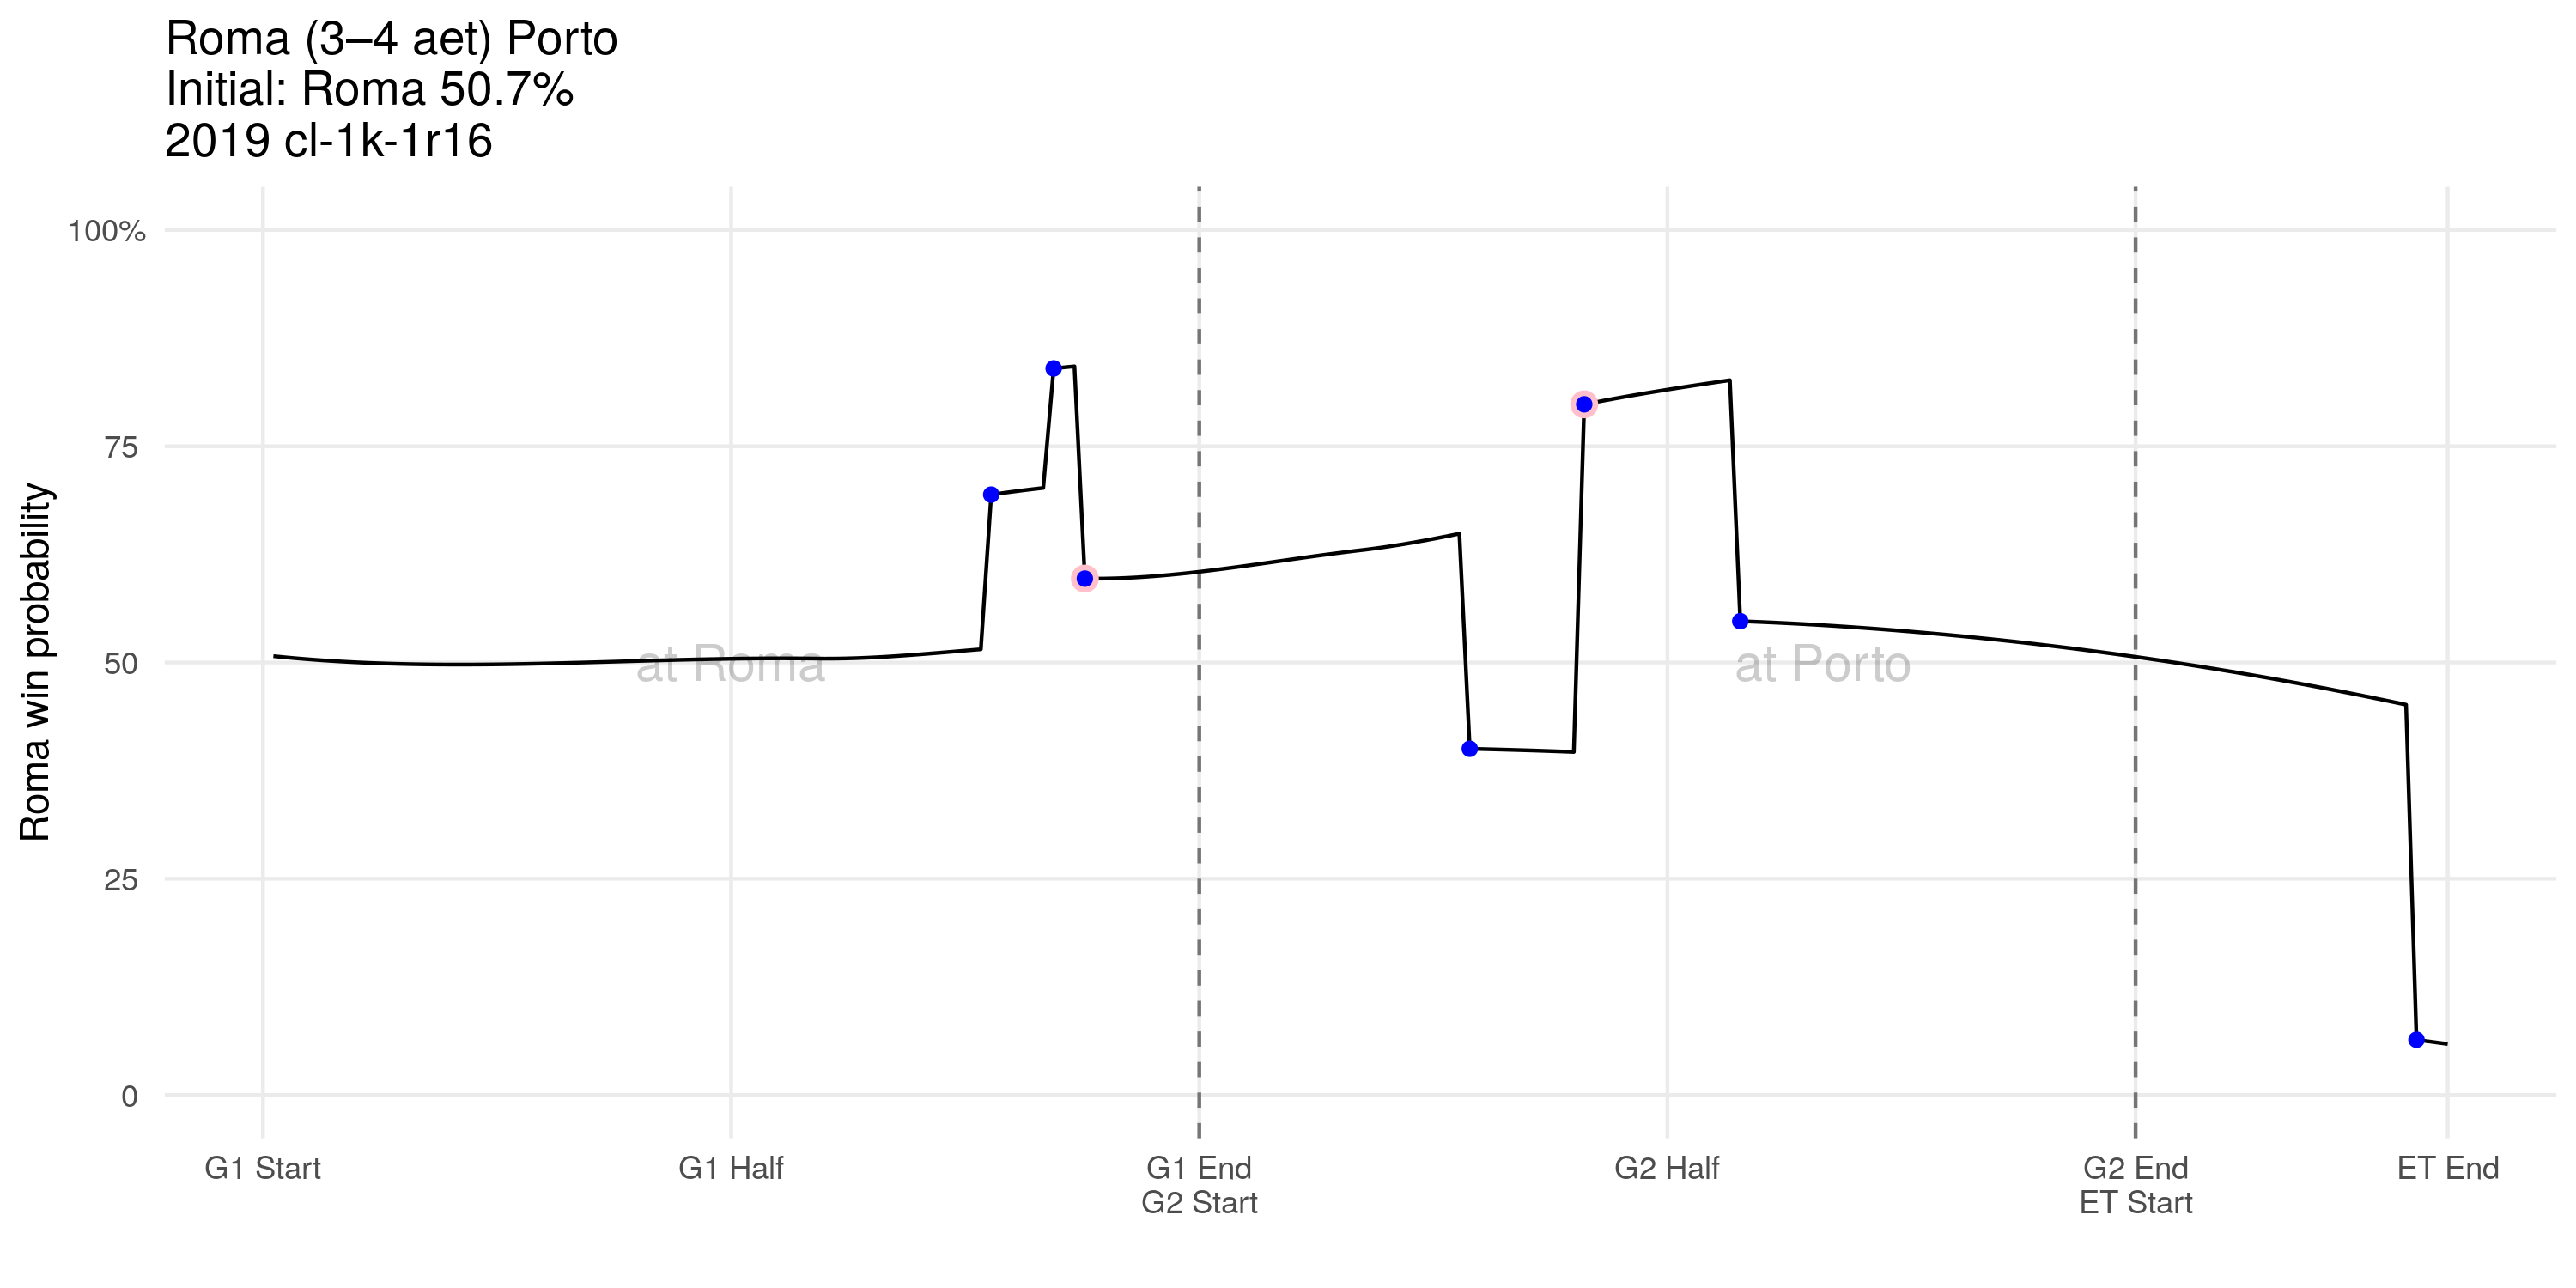 Roma (3–4 aet) Porto
Initial: Roma 50.7%
2019 cl-1k-1r16
Roma win probability
100%
75
50
25
0
at Roma
at Porto
G1 Start
G1 Half
G1 End
G2 Start
G2 Half
G2 End
ET Start
ET End